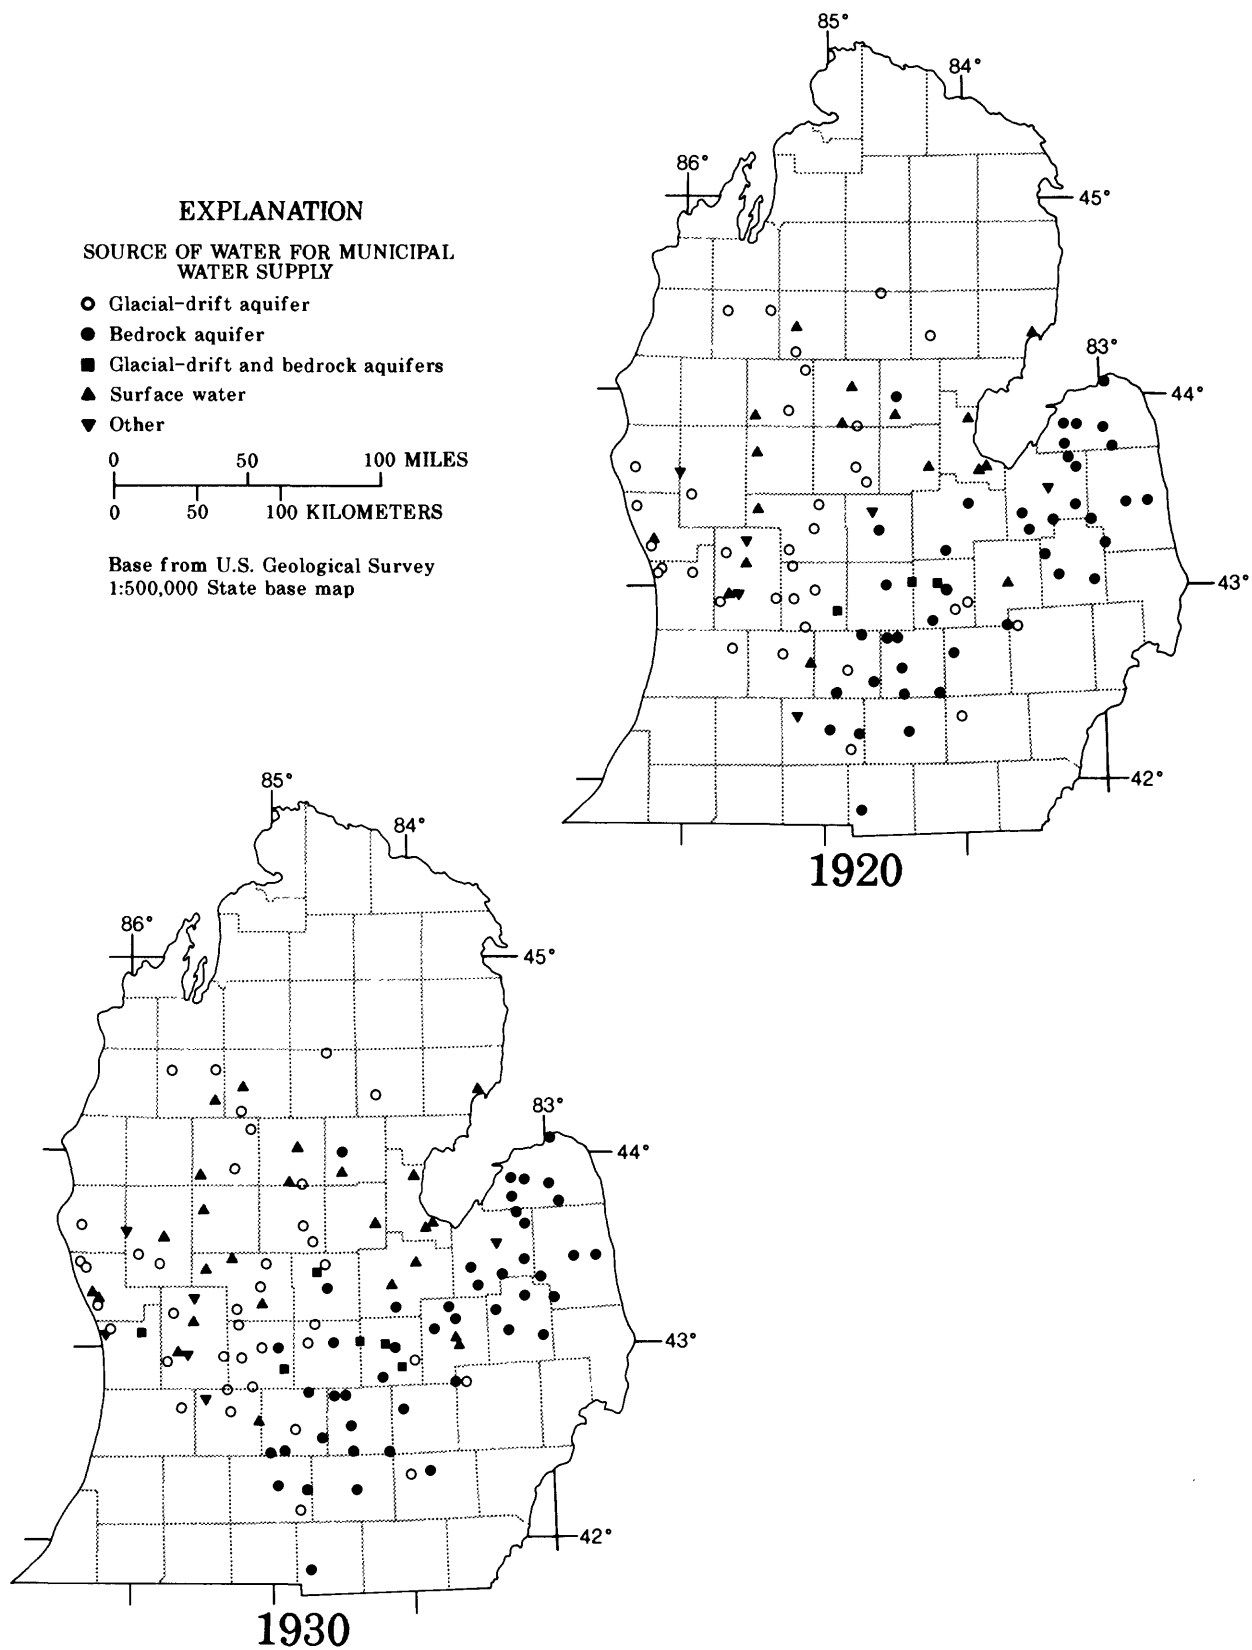 EXPLANATION
SOURCE OF WATER FOR MUNICIPAL
WATER SUPPLY
Glacial-drift aquifer
Bedrock aquifer
Glacial-drift and bedrock aquifers
Surface water
Other
0 50 100 MILES
0 50 100 KILOMETERS
Base from U.S. Geological Survey
1:500,000 State base map
85°
84°
86°
45°
83°
44°
43°
42°
1920
85°
84°
86°
45°
83°
44°
43°
42°
1930